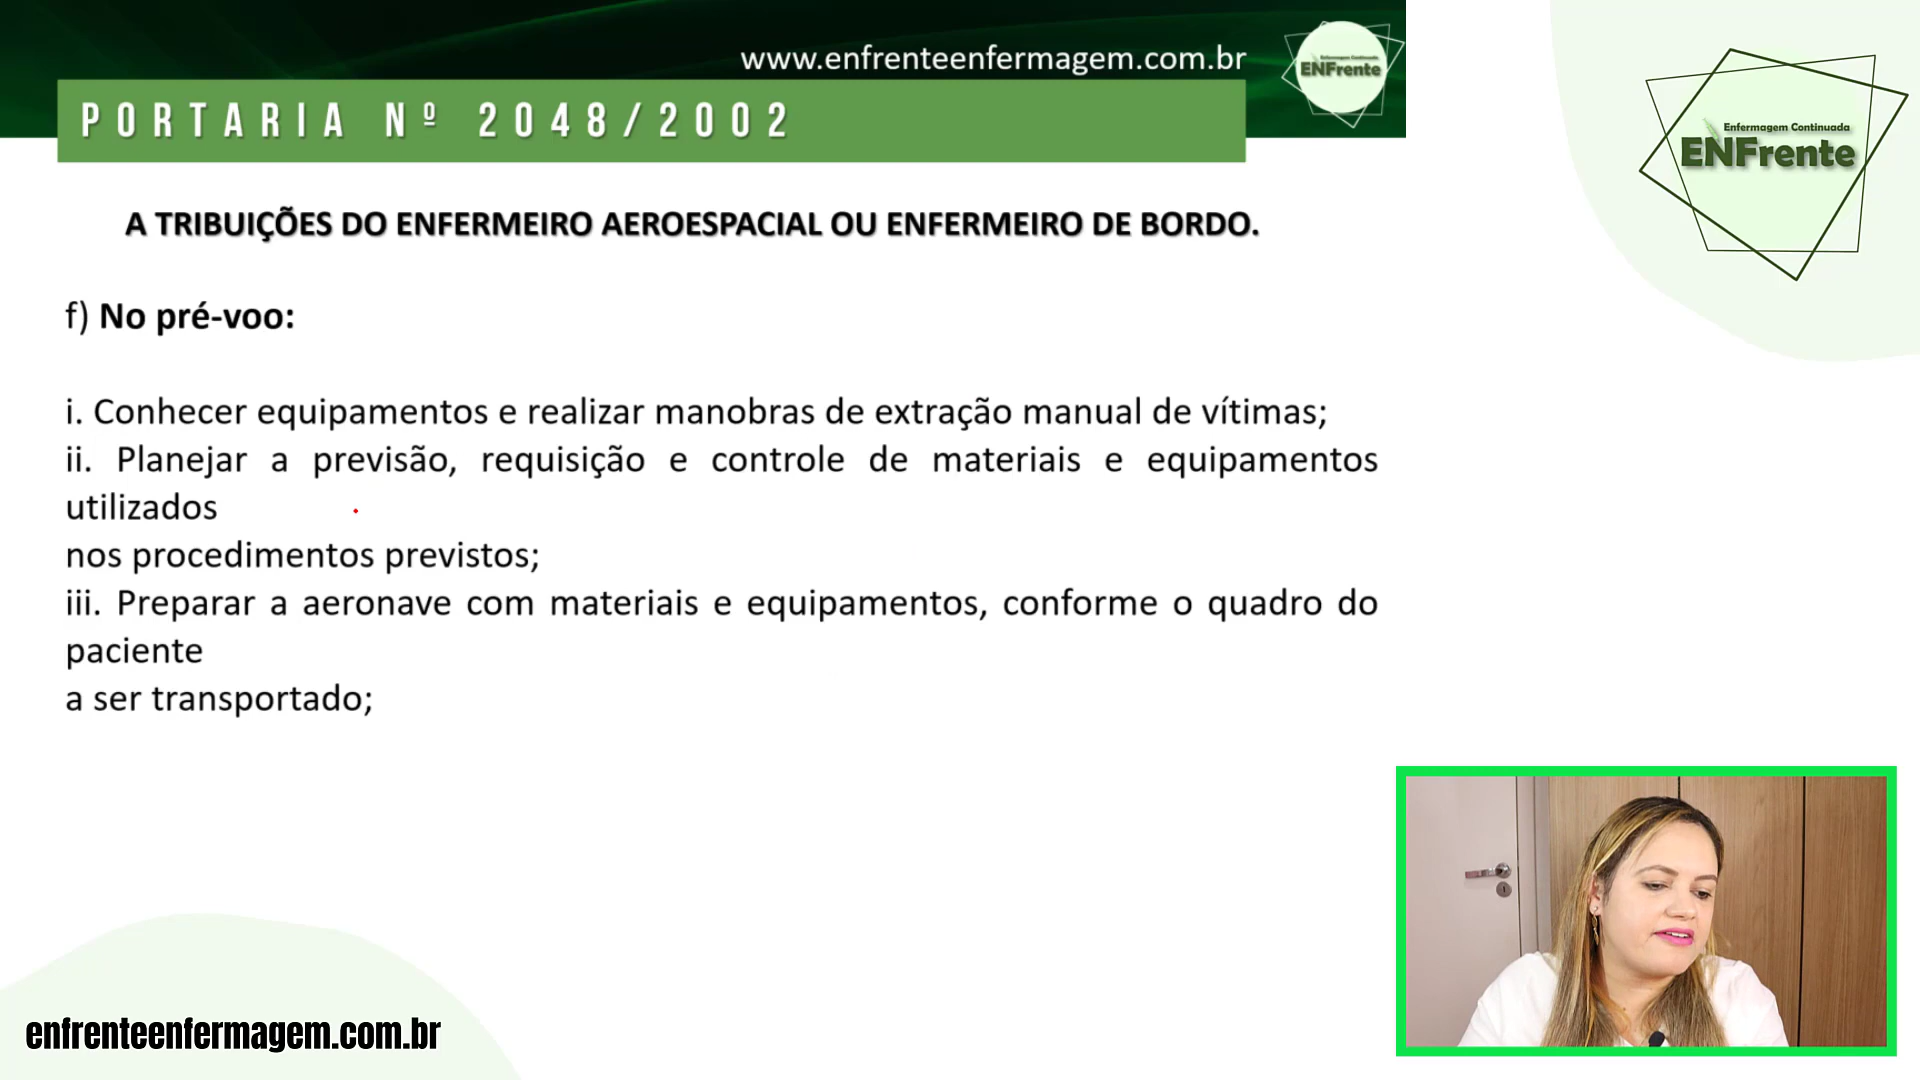 www.enfrenteenfermagem.com.br
Enfermagem Continuada
ENFrente
PORTARIA Nº 2048/2002
Enfermagem Continuada
ENFrente
A TRIBUIÇÕES DO ENFERMEIRO AEROESPACIAL OU ENFERMEIRO DE BORDO.
f) No pré-voo:
i. Conhecer equipamentos e realizar manobras de extração manual de vítimas;
ii. Planejar a previsão, requisição e controle de materiais e equipamentos
utilizados
nos procedimentos previstos;
iii. Preparar a aeronave com materiais e equipamentos, conforme o quadro do
paciente
a ser transportado;
enfrenteenfermagem.com.br